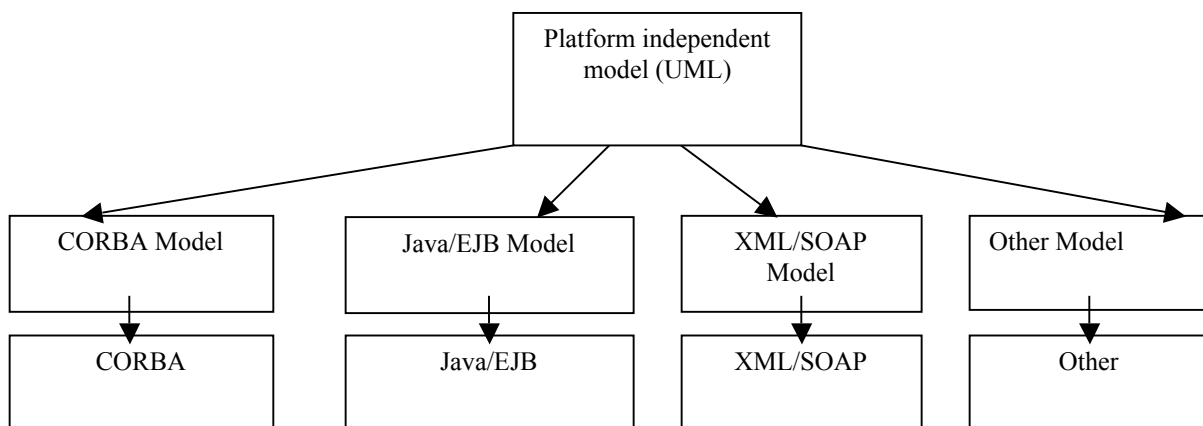 Platform independent
model (UML)
CORBA Model
Java/EJB Model
XML/SOAP
Model
Other Model
CORBA
Java/EJB
XML/SOAP
Other